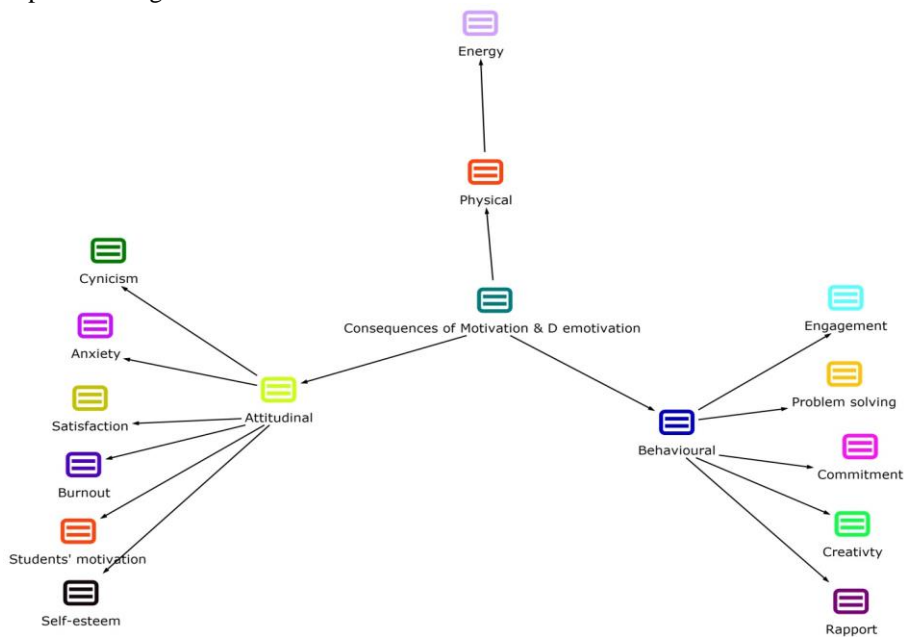 Energy
Physical
Cynicism
Consequences of Motivation & D emotivation
Engagement
Anxiety
Problem solving
Attitudinal
Satisfaction
Behavioural
Commitment
Burnout
Creativty
Students' motivation
Self-esteem
Rapport